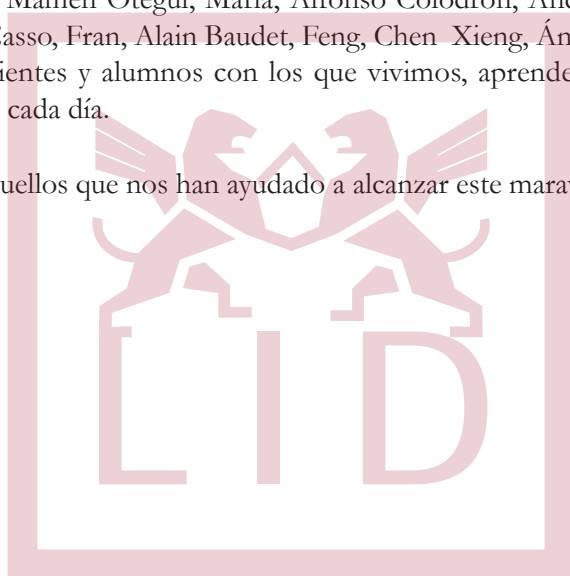 Mamen Otegui, María, Alfonso Colodrón, And
Casso, Fran, Alain Baudet, Feng, Chen Xieng, Án
ientes y alumnos con los que vivimos, aprende
cada día.
uellos que nos han ayudado a alcanzar este marav
LID